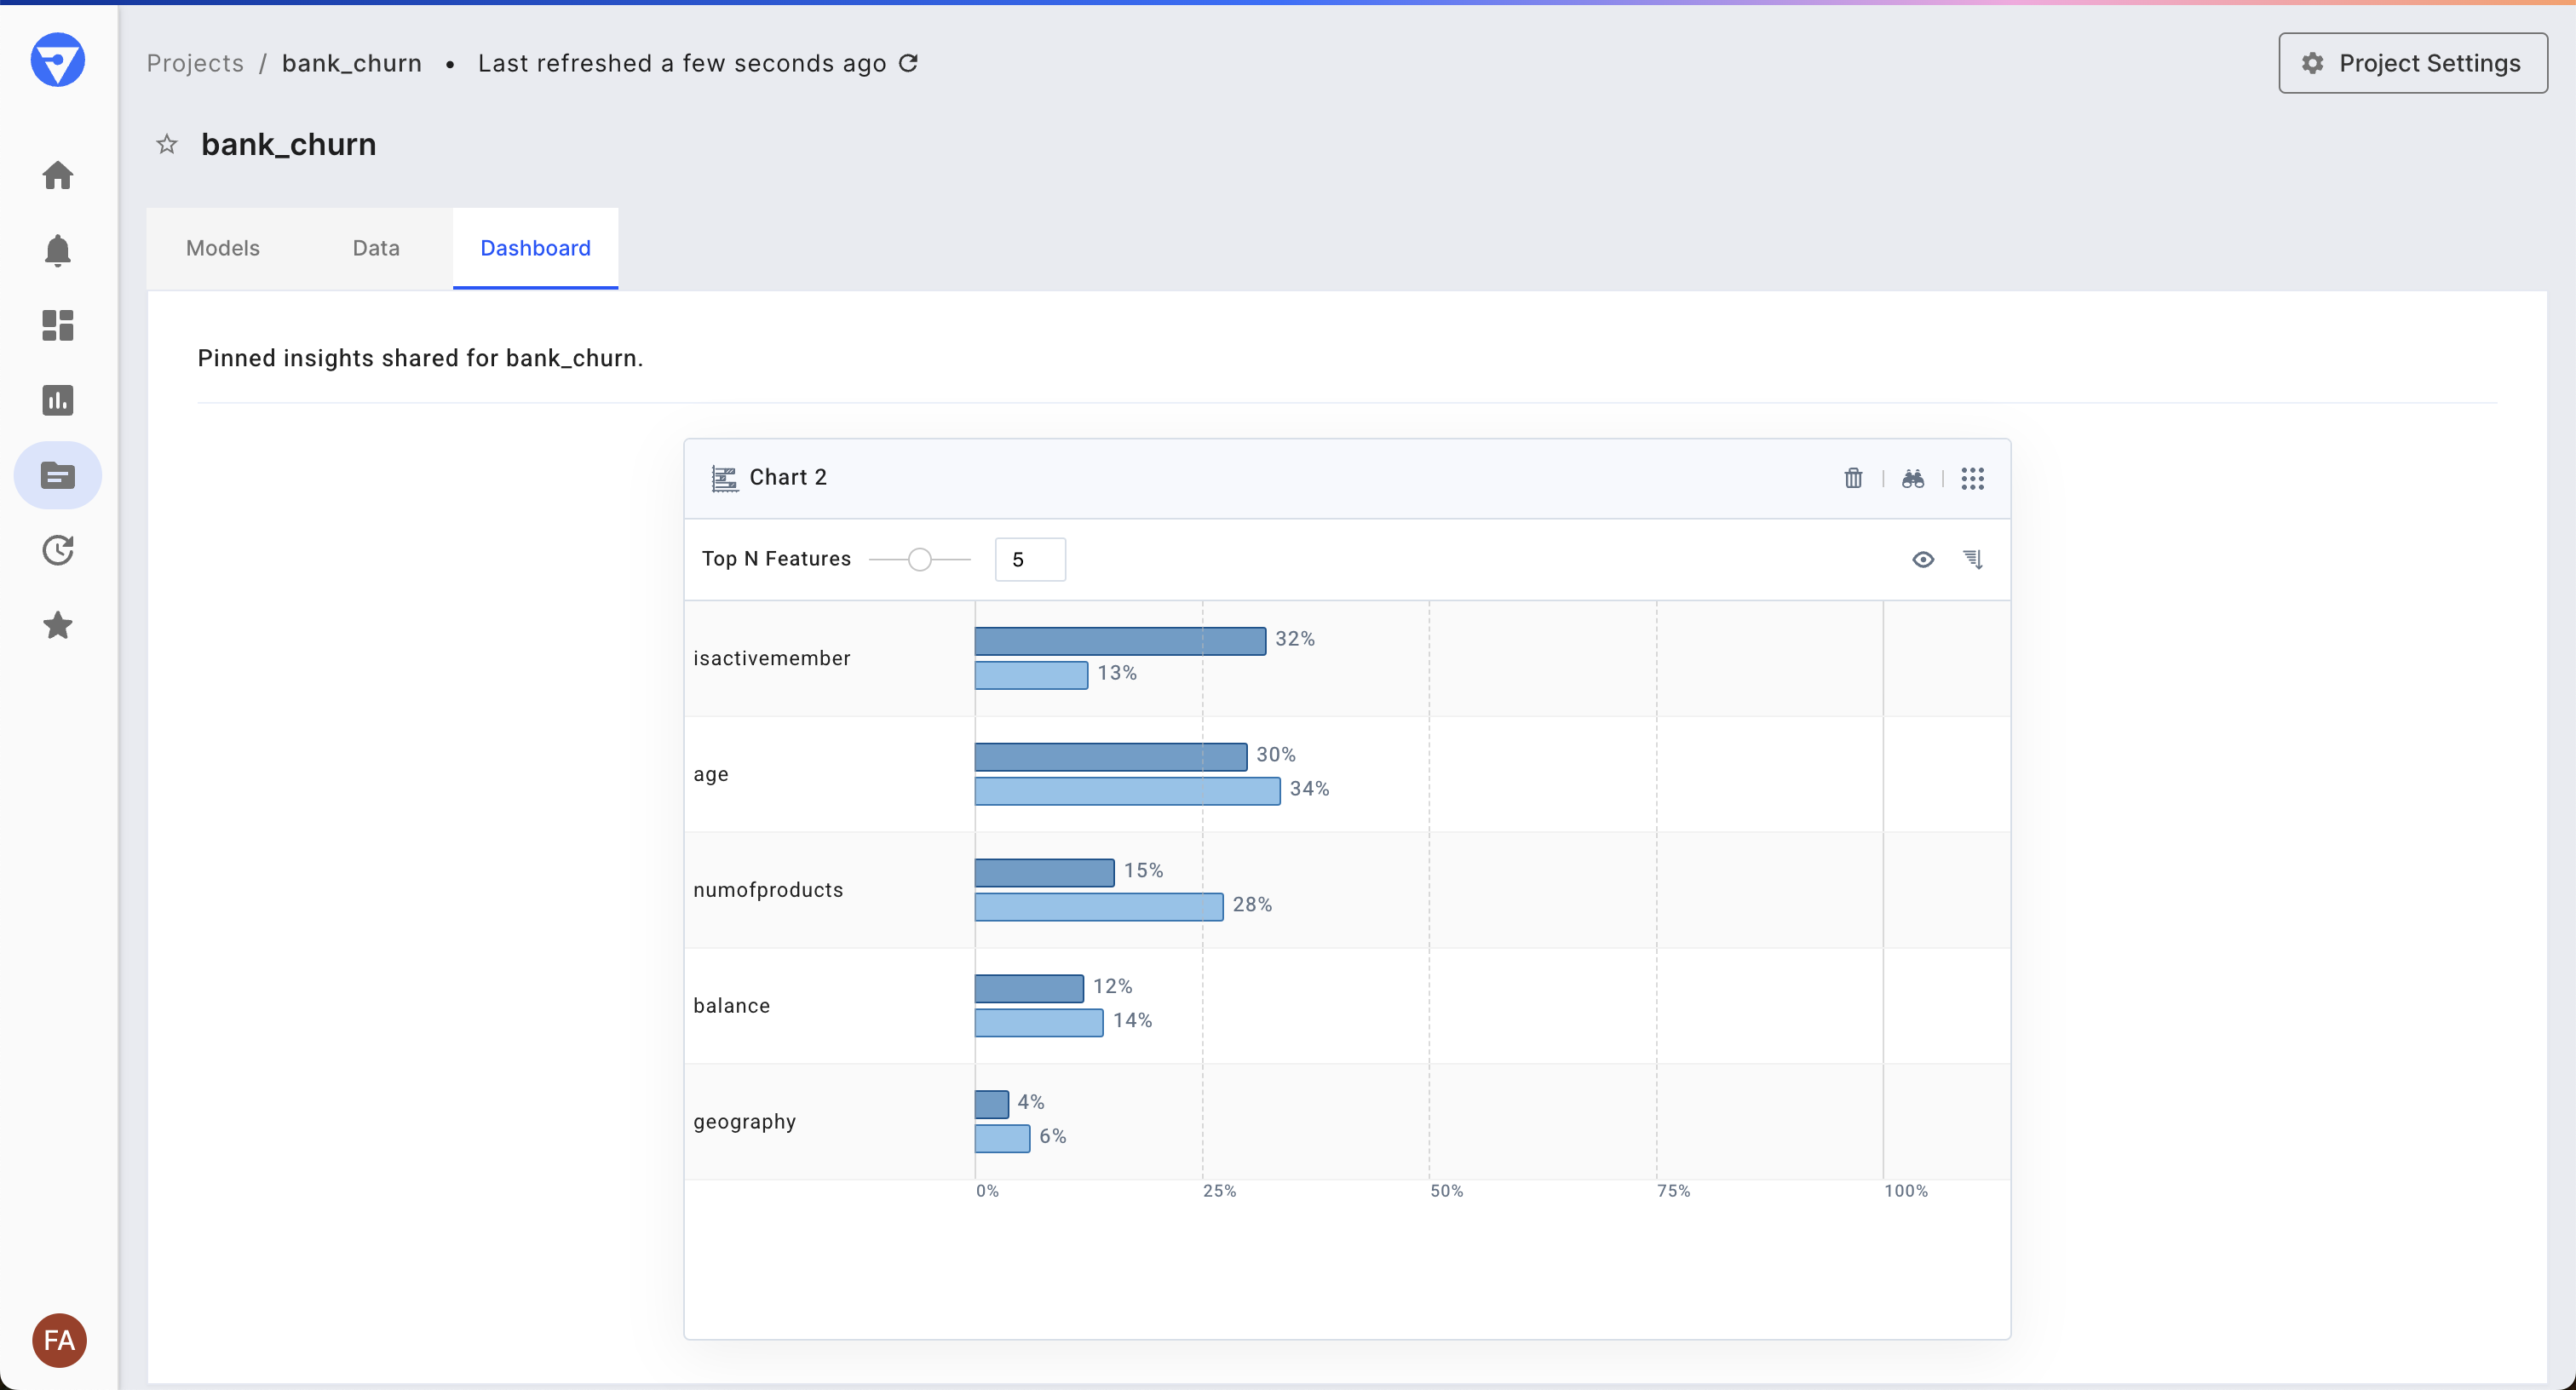 Projects / bank_churn • Last refreshed a few seconds ago
Project Settings
bank_churn
Models Data Dashboard
Pinned insights shared for bank_churn.
Chart 2
Top N Features 5
isactivemember
32%
13%
age
30%
34%
numofproducts
15%
28%
balance
12%
14%
geography
4%
6%
0% 25% 50% 75% 100%
FA